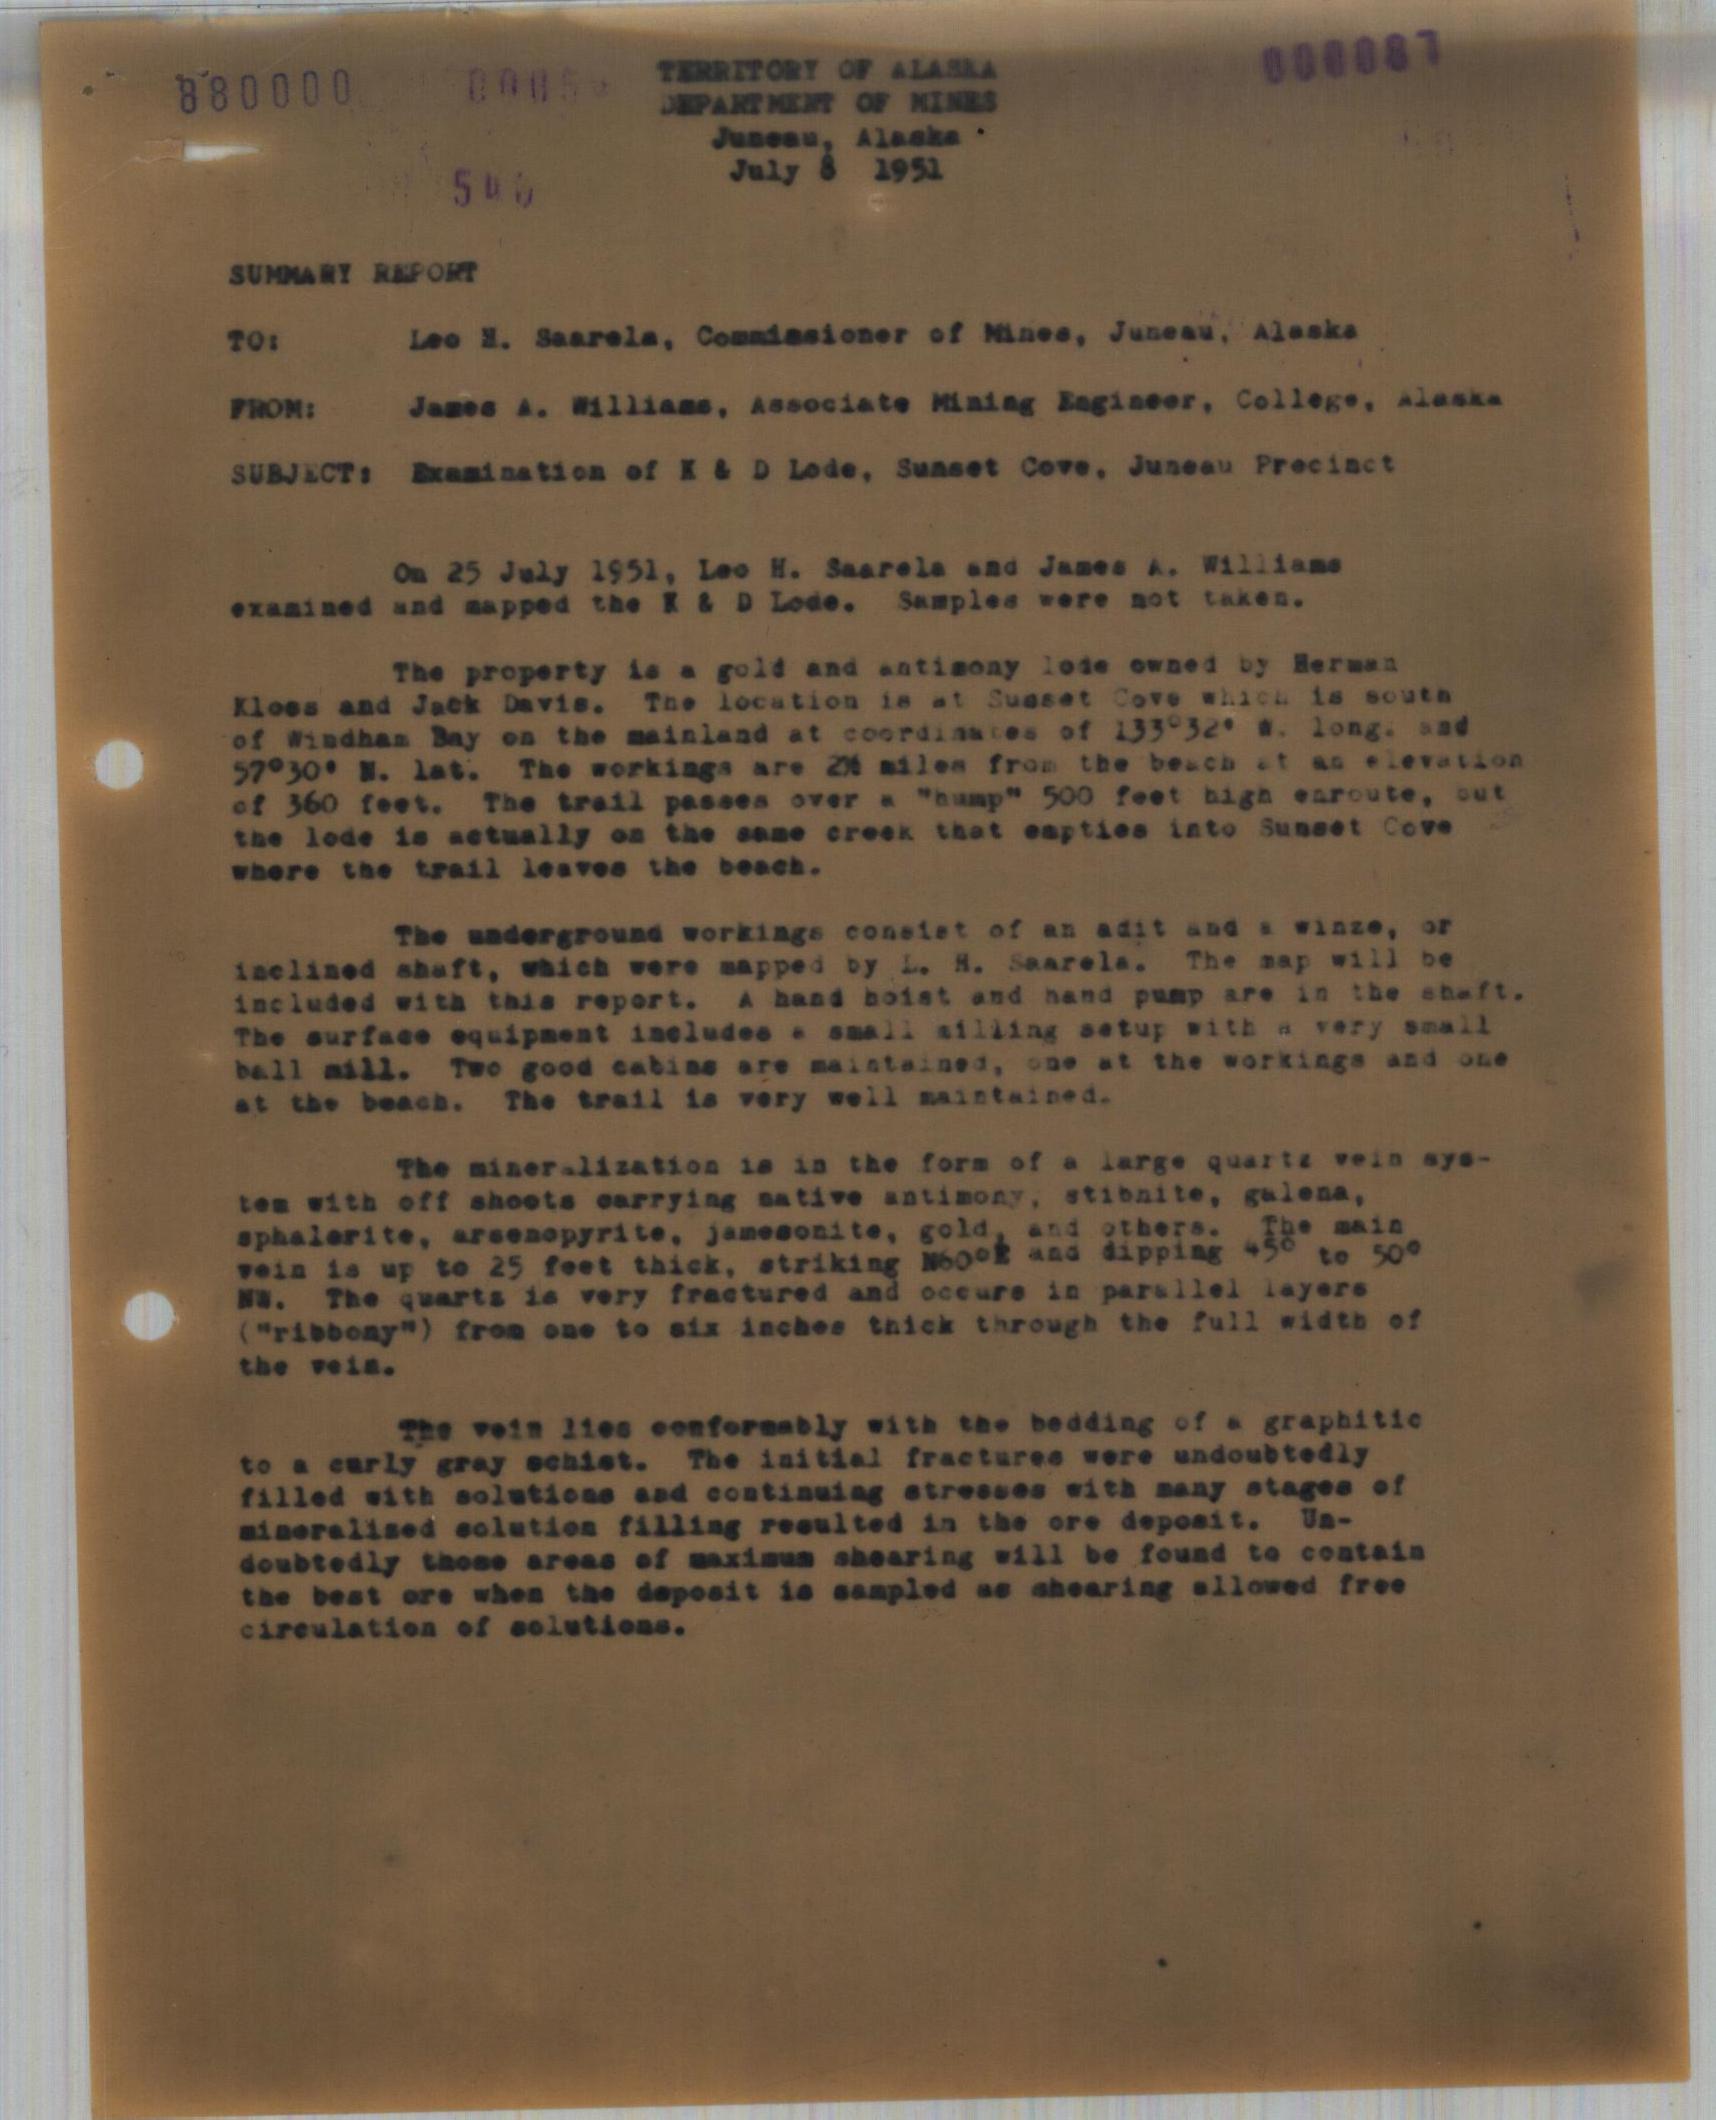 880000
000087
TERRITORY OF ALASKA
DEPARTMENT OF MINES
Juneau, Alaska
July 8 1951
SUMMARY REPORT
TO: Leo H. Saarela, Commissioner of Mines, Juneau, Alaska
FROM: James A. Williams, Associate Mining Engineer, College, Alaska
SUBJECT: Examination of K & D Lode, Sunset Cove, Juneau Precinct
On 25 July 1951, Leo H. Saarela and James A. Williams
examined and mapped the K & D Lode. Samples were not taken.
The property is a gold and antimony lode owned by Herman
Kloss and Jack Davis. The location is at Sunset Cove which is south
of Windham Bay on the mainland at coordinates of 133°32' W. long. and
57°30' N. lat. The workings are 2½ miles from the beach at an elevation
of 360 feet. The trail passes over a "hump" 500 feet high enroute, but
the lode is actually on the same creek that empties into Sunset Cove
where the trail leaves the beach.
The underground workings consist of an adit and a winze, or
inclined shaft, which were mapped by L. H. Saarela. The map will be
included with this report. A hand hoist and hand pump are in the shaft.
The surface equipment includes a small milling setup with a very small
ball mill. Two good cabins are maintained, one at the workings and one
at the beach. The trail is very well maintained.
The mineralization is in the form of a large quartz vein sys-
tem with off shoots carrying native antimony, stibnite, galena,
sphalerite, arsenopyrite, jamesonite, gold, and others. The main
vein is up to 25 feet thick, striking N60°E and dipping 45° to 50°
NW. The quartz is very fractured and occurs in parallel layers
("ribbony") from one to six inches thick through the full width of
the vein.
The vein lies conformably with the bedding of a graphitic
to a curly gray schist. The initial fractures were undoubtedly
filled with solutions and continuing stresses with many stages of
mineralized solution filling resulted in the ore deposit. Un-
doubtedly those areas of maximum shearing will be found to contain
the best ore when the deposit is sampled as shearing allowed free
circulation of solutions.